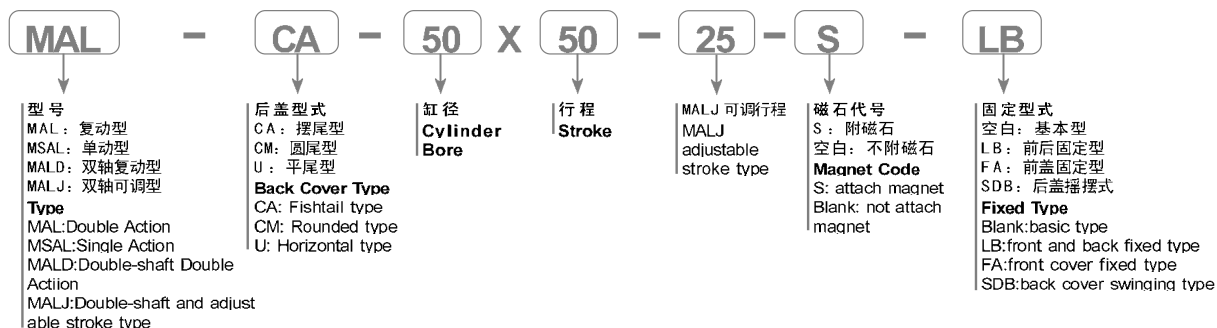 MAL - CA - 50 X 50 - 25 - S - LB
型号
MAL：复动型
MSAL：单动型
MALD：双轴复动型
MALJ：双轴可调型
Type
MAL:Double Action
MSAL:Single Action
MALD:Double-shaft Double
Actiion
MALJ:Double-shaft and adjust
able stroke type
后盖型式
CA：摆尾型
CM：圆尾型
U：平尾型
Back Cover Type
CA: Fishtail type
CM: Rounded type
U: Horizontal type
缸径
Cylinder
Bore
行程
Stroke
MALJ可调行程
MALJ
adjustable
stroke type
磁石代号
S：附磁石
空白：不附磁石
Magnet Code
S: attach magnet
Blank: not attach
magnet
固定型式
空白：基本型
LB：前后固定型
FA：前盖固定型
SDB：后盖摇摆式
Fixed Type
Blank:basic type
LB:front and back fixed type
FA:front cover fixed type
SDB:back cover swinging type